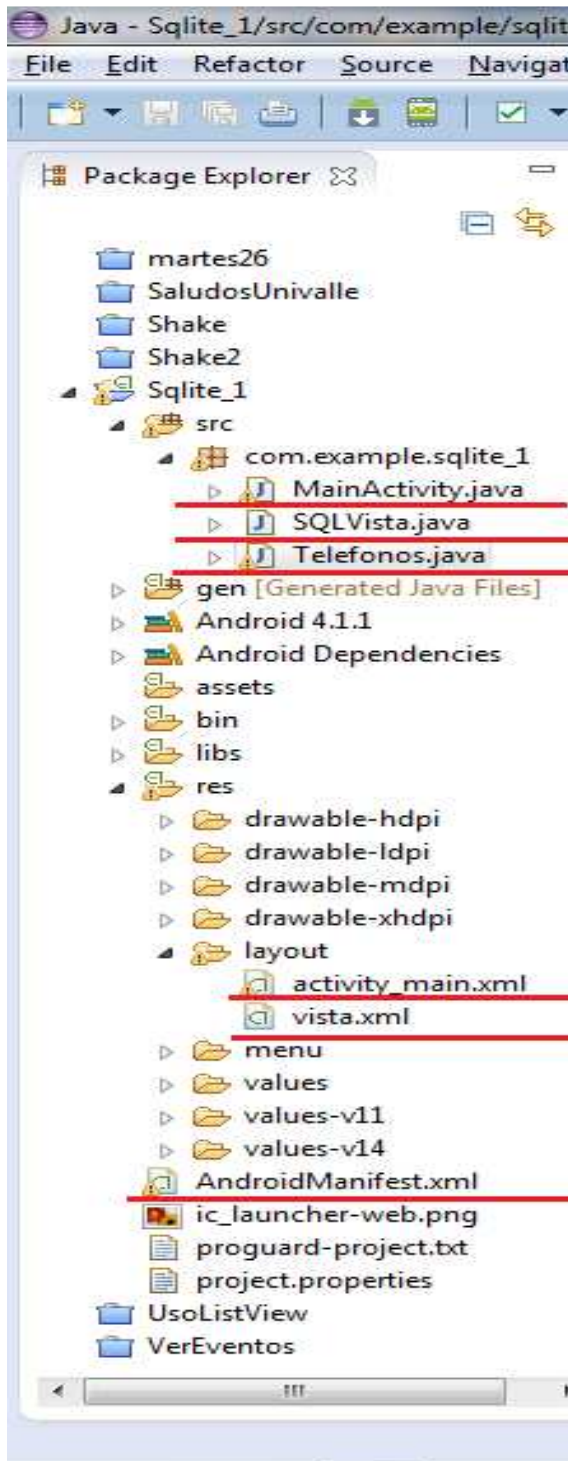 Java - Sqlite_1/src/com/example/sqlit
File Edit Refactor Source Navigat
Package Explorer
martes26
SaludosUnivalle
Shake
Shake2
Sqlite_1
src
com.example.sqlite_1
MainActivity.java
SQLVista.java
Telefonos.java
gen [Generated Java Files]
Android 4.1.1
Android Dependencies
assets
bin
libs
res
drawable-hdpi
drawable-ldpi
drawable-mdpi
drawable-xhdpi
layout
activity_main.xml
vista.xml
menu
values
values-v11
values-v14
AndroidManifest.xml
ic_launcher-web.png
proguard-project.txt
project.properties
UsoListView
VerEventos